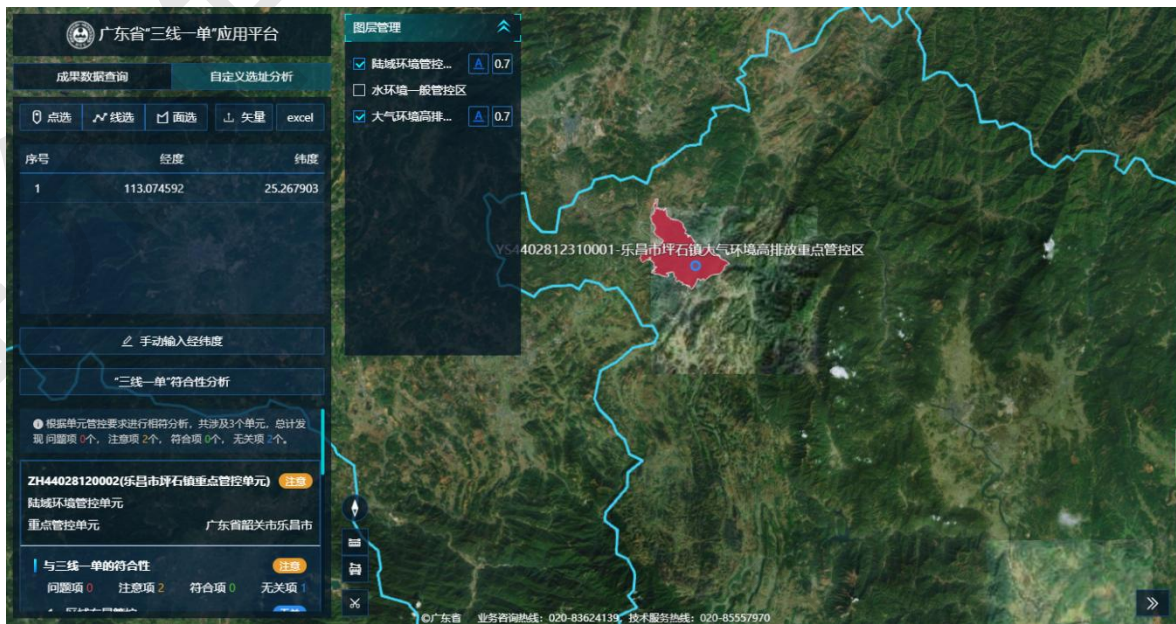 广东省"三线一单"应用平台
成果数据查询 自定义选址分析
点选 线选 面选 矢量 excel
序号 经度 纬度
1 113.074592 25.267903
手动输入经纬度
"三线一单"符合性分析
根据单元管控要求进行相符分析，共涉及3个单元，总计发
现 问题项 0个， 注意项 2个， 符合项 0个， 无关项 2个。
ZH44028120002(乐昌市坪石镇重点管控单元) 注意
陆域环境管控单元
重点管控单元 广东省韶关市乐昌市
与三线一单的符合性 注意
问题项 0 注意项 2 符合项 0 无关项 1
图层管理
陆域环境管控... A 0.7
水环境一般管控区
大气环境高排... A 0.7
YS4402812310001-乐昌市坪石镇大气环境高排放重点管控区
©广东省 业务咨询热线：020-83624139，技术服务热线：020-85557970